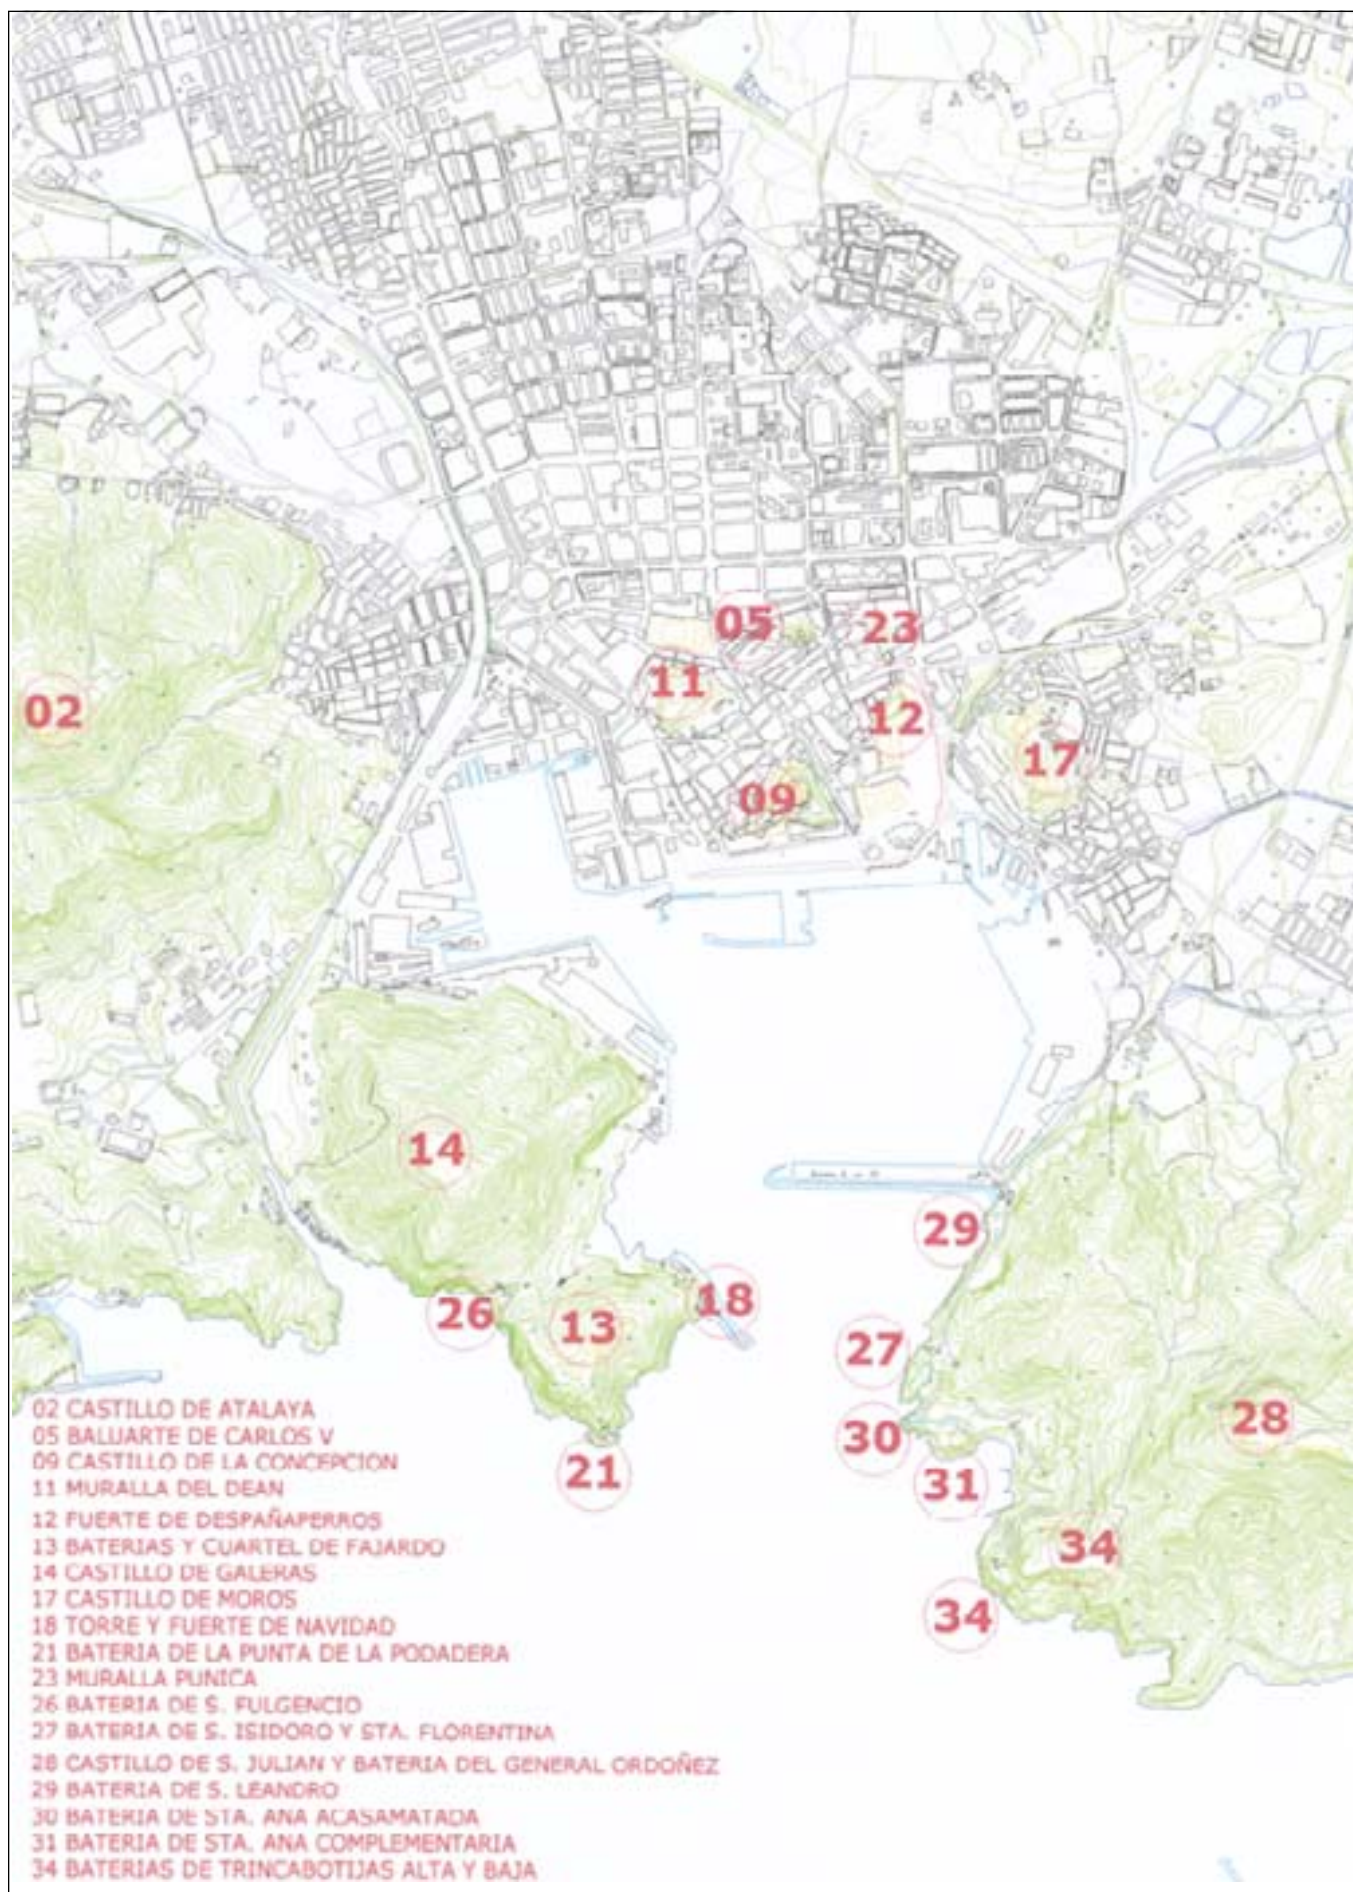 05
23
11
02
12
17
09
14
29
18
26
13
27
28
30
21
31
34
34
02 CASTILLO DE ATALAYA
05 BALUARTE DE CARLOS V
09 CASTILLO DE LA CONCEPCION
11 MURALLA DEL DEAN
12 FUERTE DE DESPAÑAPERROS
13 BATERIAS Y CUARTEL DE FAJARDO
14 CASTILLO DE GALERAS
17 CASTILLO DE MOROS
18 TORRE Y FUERTE DE NAVIDAD
21 BATERIA DE LA PUNTA DE LA PODADERA
23 MURALLA PUNICA
26 BATERIA DE S. FULGENCIO
27 BATERIA DE S. ISIDORO Y STA. FLORENTINA
28 CASTILLO DE S. JULIAN Y BATERIA DEL GENERAL ORDOÑEZ
29 BATERIA DE S. LEANDRO
30 BATERIA DE STA. ANA ACASAMATADA
31 BATERIA DE STA. ANA COMPLEMENTARIA
34 BATERIAS DE TRINCABOTIJAS ALTA Y BAJA